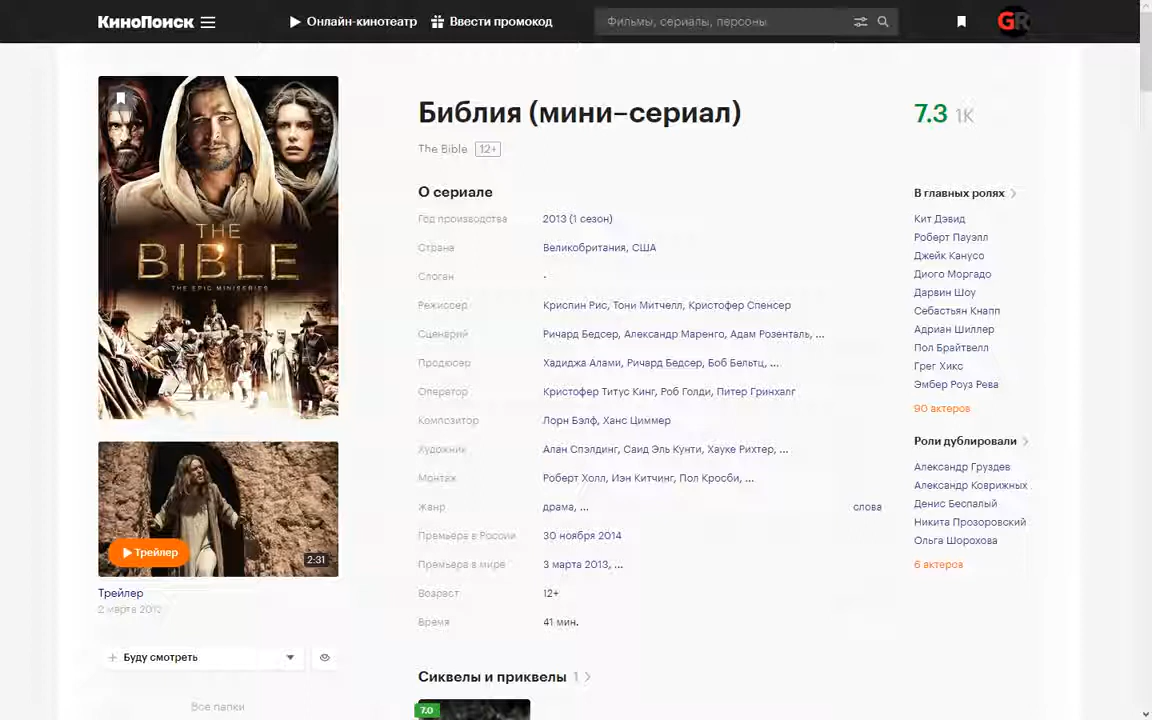 КиноПоиск
Онлайн-кинотеатр
Ввести промокод
Фильмы, сериалы, персоны
GR
THE
BIBLE
THE EPIC MINISERIES
Трейлер
2:31
Трейлер
2 марта 2013
Буду смотреть
Все папки
Библия (мини–сериал)
The Bible 12+
О сериале
Год производства 2013 (1 сезон)
Страна Великобритания, США
Слоган -
Режиссер Криспин Рис, Тони Митчелл, Кристофер Спенсер
Сценарий Ричард Бедсер, Александр Маренго, Адам Розенталь, ...
Продюсер Хадиджа Алами, Ричард Бедсер, Боб Бельтц, ...
Оператор Кристофер Титус Кинг, Роб Голди, Питер Гринхалг
Композитор Лорн Бэлф, Ханс Циммер
Художник Алан Спэлдинг, Саид Эль Кунти, Хауке Рихтер, ...
Монтаж Роберт Холл, Иэн Китчинг, Пол Кросби, ...
Жанр драма, ... слова
Премьера в России 30 ноября 2014
Премьера в мире 3 марта 2013, ...
Возраст 12+
Время 41 мин.
Сиквелы и приквелы 1
7.0
7.3 1K
В главных ролях
Кит Дэвид
Роберт Пауэлл
Джейк Канусо
Диого Моргадо
Дарвин Шоу
Себастьян Кнапп
Адриан Шиллер
Пол Брайтвелл
Грег Хикс
Эмбер Роуз Рева
90 актеров
Роли дублировали
Александр Груздев
Александр Коврижных
Денис Беспалый
Никита Прозоровский
Ольга Шорохова
6 актеров